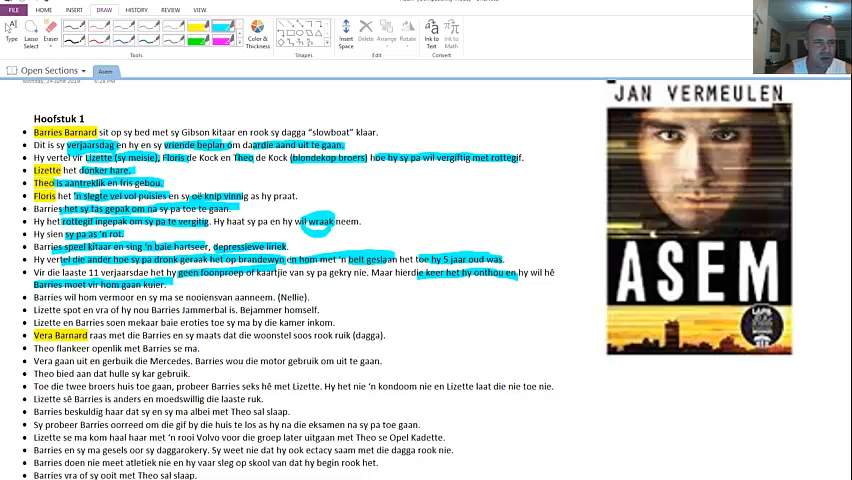 FILE HOME INSERT DRAW HISTORY REVIEW VIEW
Type Lasso Select Eraser Color & Thickness Insert Space Delete Arrange Rotate Ink to Text Ink to Math
Tools Shapes Edit Convert
Open Sections Asem
Hoofstuk 1
Barries Barnard sit op sy bed met sy Gibson kitaar en rook sy dagga "slowboat" klaar.
Dit is sy verjaarsdag en hy en sy vriende beplan om daardie aand uit te gaan.
Hy vertel vir Lizette (sy meisie), Floris de Kock en Theo de Kock (blondekop broers) hoe hy sy pa wil vergiftig met rottegif.
Lizette het donker hare.
Theo is aantreklik en fris gebou.
Floris het 'n slegte vel vol puisies en sy oë knip vinnig as hy praat.
Barries het sy tas gepak om na sy pa toe te gaan.
Hy het rottegif ingepak om sy pa te vergitig. Hy haat sy pa en hy wil wraak neem.
Hy sien sy pa as 'n rot.
Barries speel kitaar en sing 'n baie hartseer, depressiewe liriek.
Hy vertel die ander hoe sy pa dronk geraak het op brandewyn en hom met 'n belt geslaan het toe hy 5 jaar oud was.
Vir die laaste 11 verjaarsdae het hy geen foonproep of kaartjie van sy pa gekry nie. Maar hierdie keer het hy onthou en hy wil hê
Barries moet vir hom gaan kuier.
Barries wil hom vermoor en sy ma se nooiensvan aanneem. (Nellie).
Lizette spot en vra of hy nou Barries Jammerbal is. Bejammer homself.
Lizette en Barries soen mekaar baie eroties toe sy ma by die kamer inkom.
Vera Barnard raas met die Barries en sy maats dat die woonstel soos rook ruik (dagga).
Theo flankeer openlik met Barries se ma.
Vera gaan uit en gerbuik die Mercedes. Barries wou die motor gebruik om uit te gaan.
Theo bied aan dat hulle sy kar gebruik.
Toe die twee broers huis toe gaan, probeer Barries seks hê met Lizette. Hy het nie 'n kondoom nie en Lizette laat die nie toe nie.
Lizette sê Barries is anders en moedswillig die laaste ruk.
Barries beskuldig haar dat sy en sy ma albei met Theo sal slaap.
Sy probeer Barries oorreed om die gif by die huis te los as hy na die eksamen na sy pa toe gaan.
Lizette se ma kom haal haar met 'n rooi Volvo voor die groep later uitgaan met Theo se Opel Kadette.
Barries en sy ma gesels oor sy daggarokery. Sy weet nie dat hy ook ectacy saam met die dagga rook nie.
Barries doen nie meet atletiek nie en hy vaar sleg op skool van dat hy begin rook het.
Barries vra of sy ooit met Theo sal slaap.
JAN VERMEULEN
ASEM